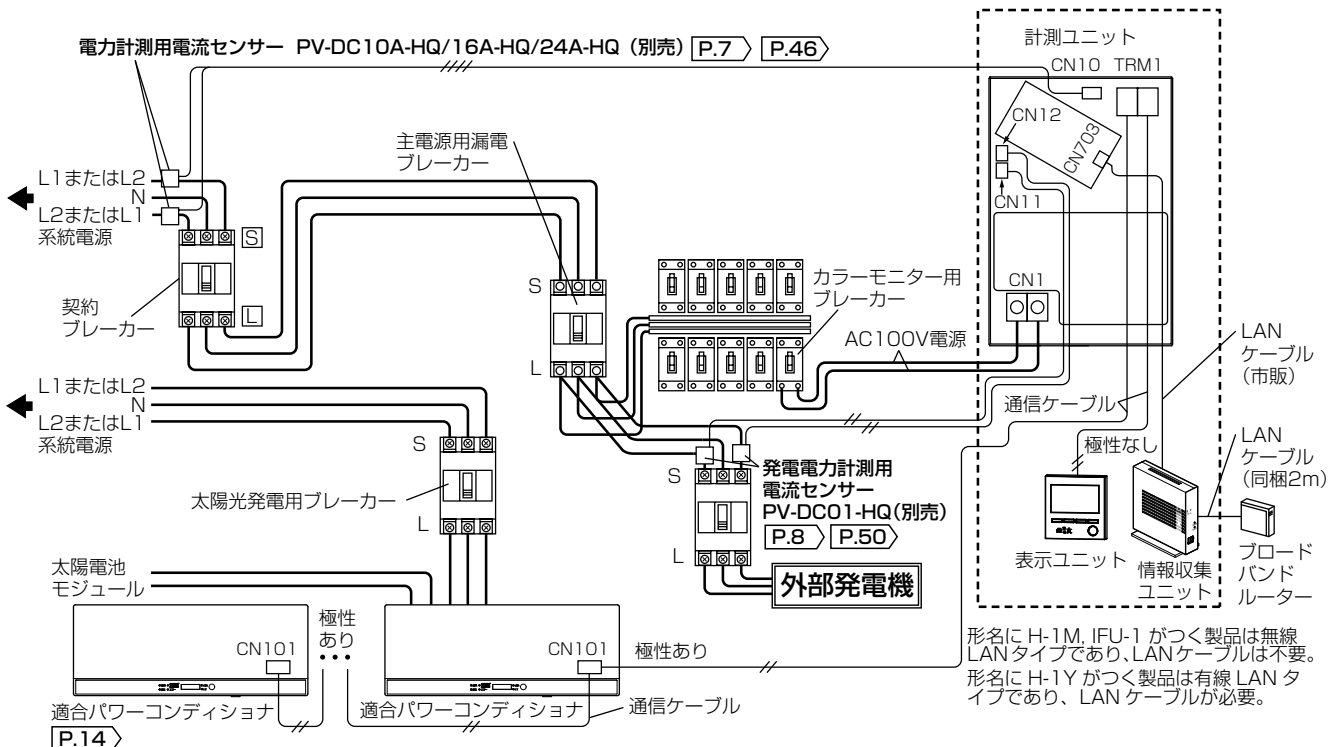 電力計測用電流センサー PV-DC10A-HQ/16A-HQ/24A-HQ（別売） P.7 P.46
計測ユニット
CN10 TRM1
CN12
CN703
CN11
CN1
主電源用漏電
ブレーカー
L1またはL2
N
L2またはL1
系統電源
S
L
契約
ブレーカー
S
L
カラーモニター用
ブレーカー
AC100V電源
LAN
ケーブル
（市販）
通信ケーブル
極性なし
LAN
ケーブル
（同梱2m）
L1またはL2
N
L2またはL1
系統電源
S
L
太陽光発電用ブレーカー
S
L
発電電力計測用
電流センサー
PV-DC01-HQ（別売）
P.8 P.50
外部発電機
表示ユニット
情報収集
ユニット
ブロード
バンド
ルーター
太陽電池
モジュール
CN101
極性
あり
CN101
極性あり
適合パワーコンディショナ
P.14
適合パワーコンディショナ
通信ケーブル
形名に H-1M, IFU-1 がつく製品は無線
LANタイプであり、LANケーブルは不要。
形名に H-1Y がつく製品は有線 LAN タ
イプであり、LAN ケーブルが必要。